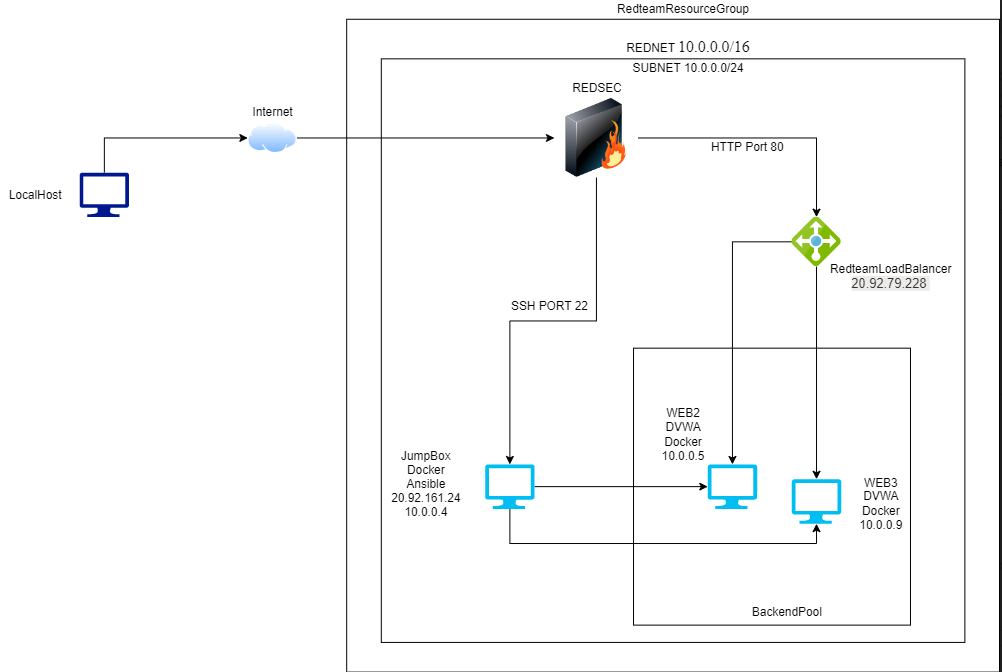 RedteamResourceGroup
REDNET 10.0.0.0/16
SUBNET 10.0.0.0/24
REDSEC
Internet
HTTP Port 80
LocalHost
RedteamLoadBalancer
20.92.79.228
SSH PORT 22
WEB2
DVWA
Docker
10.0.0.5
JumpBox
Docker
Ansible
20.92.161.24
10.0.0.4
WEB3
DVWA
Docker
10.0.0.9
BackendPool